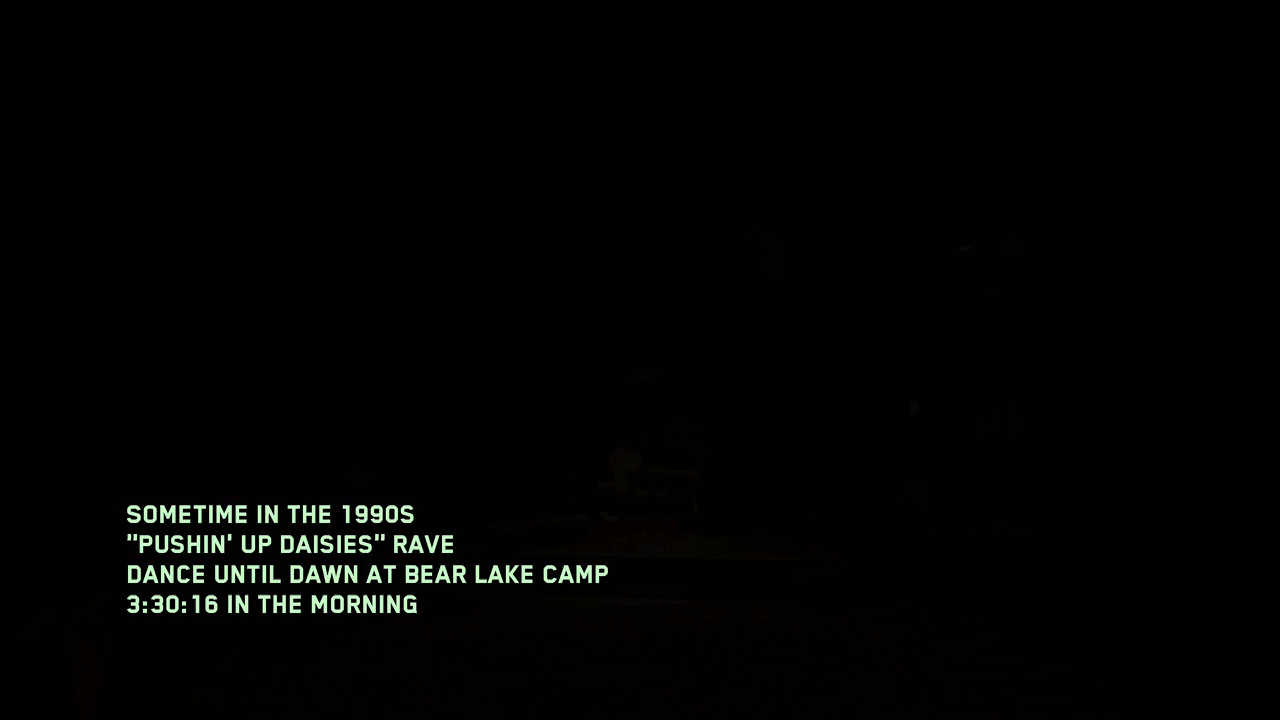 SOMETIME IN THE 1990S
"PUSHIN' UP DAISIES" RAVE
DANCE UNTIL DAWN AT BEAR LAKE CAMP
3:30:16 IN THE MORNING